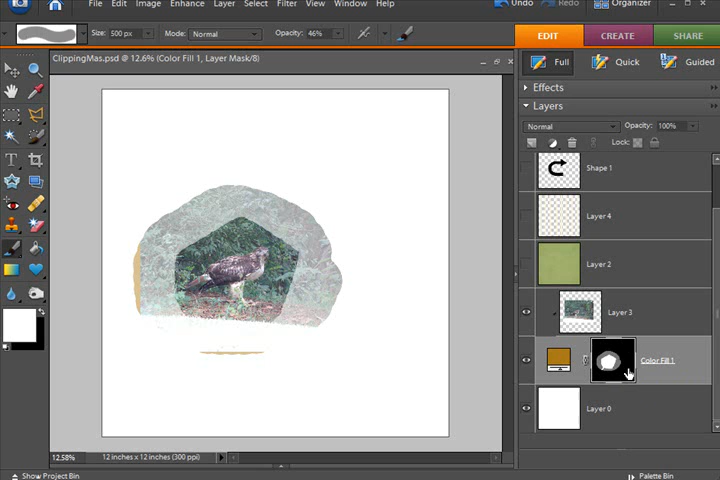 File Edit Image Enhance Layer Select Filter View Window Undo Redo Organizer
Size: 500 px Mode: Normal Opacity: 46% EDIT CREATE SHARE
ClippingMas.psd @ 12.6% (Color Fill 1, Layer Mask/8)
Full Quick Guided
Effects
Layers
Normal Opacity: 100%
Lock:
Shape 1
Layer 4
Layer 2
Layer 3
Color Fill 1
Layer 0
12.58% 12 inches x 12 inches (300 ppi)
Show Project Bin Palette Bin